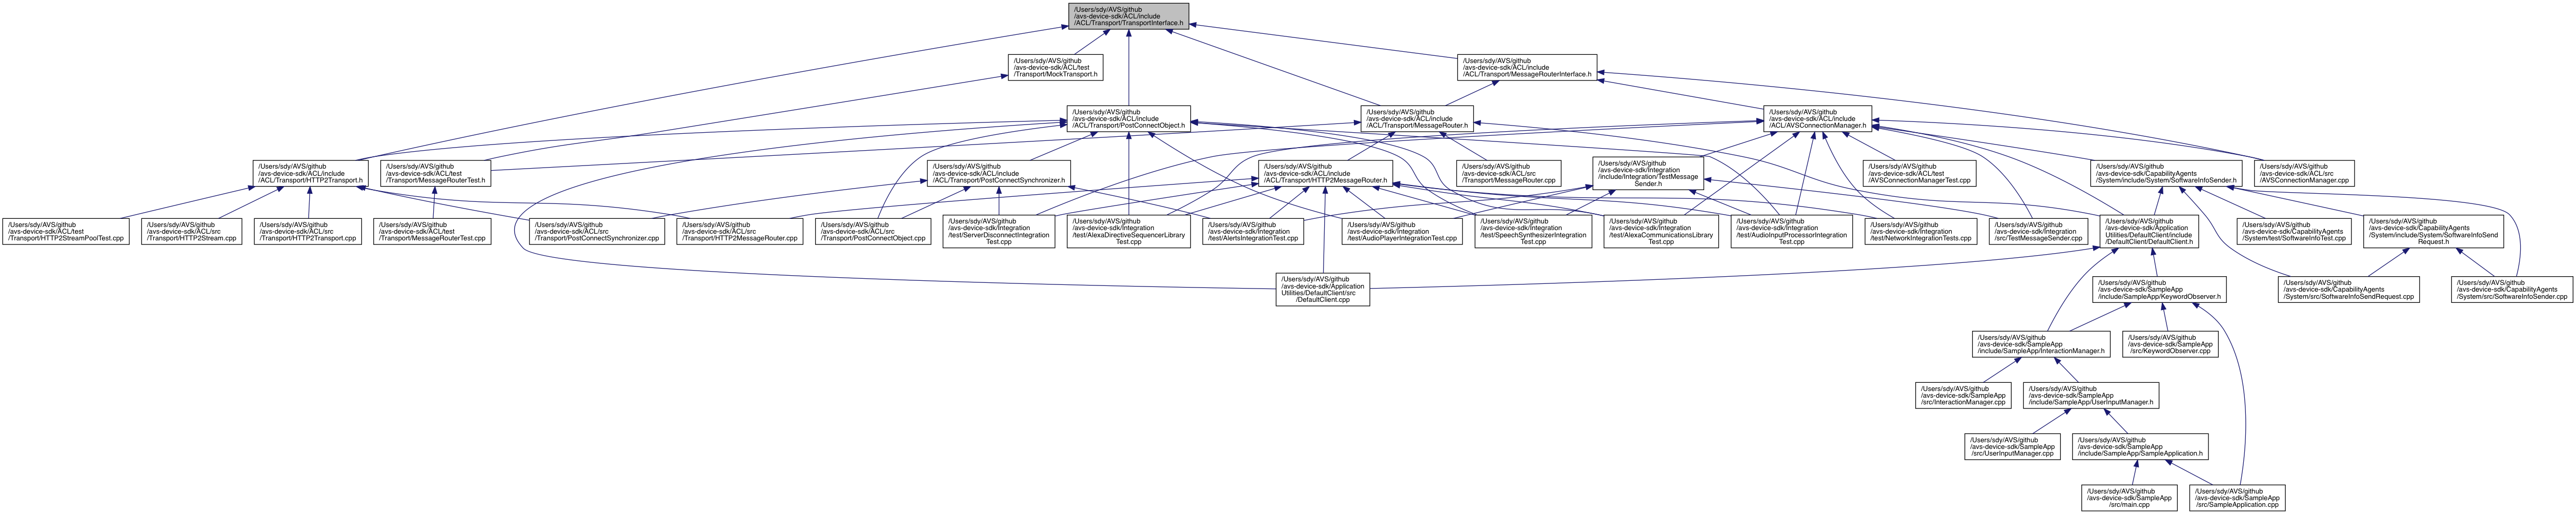 /Users/sdy/AVS/github
/avs-device-sdk/ACL/include
/ACL/Transport/TransportInterface.h
/Users/sdy/AVS/github
/avs-device-sdk/ACL/test
/Transport/MockTransport.h
/Users/sdy/AVS/github
/avs-device-sdk/ACL/include
/ACL/Transport/MessageRouterInterface.h
/Users/sdy/AVS/github
/avs-device-sdk/ACL/include
/ACL/Transport/PostConnectObject.h
/Users/sdy/AVS/github
/avs-device-sdk/ACL/include
/ACL/Transport/MessageRouter.h
/Users/sdy/AVS/github
/avs-device-sdk/ACL/include
/ACL/AVSConnectionManager.h
/Users/sdy/AVS/github
/avs-device-sdk/ACL/include
/ACL/Transport/HTTP2Transport.h
/Users/sdy/AVS/github
/avs-device-sdk/ACL/test
/Transport/MessageRouterTest.h
/Users/sdy/AVS/github
/avs-device-sdk/ACL/include
/ACL/Transport/PostConnectSynchronizer.h
/Users/sdy/AVS/github
/avs-device-sdk/ACL/include
/ACL/Transport/HTTP2MessageRouter.h
/Users/sdy/AVS/github
/avs-device-sdk/ACL/src
/Transport/MessageRouter.cpp
/Users/sdy/AVS/github
/avs-device-sdk/Integration
/include/Integration/TestMessage
Sender.h
/Users/sdy/AVS/github
/avs-device-sdk/ACL/test
/AVSConnectionManagerTest.cpp
/Users/sdy/AVS/github
/avs-device-sdk/CapabilityAgents
/System/include/System/SoftwareInfoSender.h
/Users/sdy/AVS/github
/avs-device-sdk/ACL/src
/AVSConnectionManager.cpp
/Users/sdy/AVS/github
/avs-device-sdk/ACL/test
/Transport/HTTP2StreamPoolTest.cpp
/Users/sdy/AVS/github
/avs-device-sdk/ACL/src
/Transport/HTTP2Stream.cpp
/Users/sdy/AVS/github
/avs-device-sdk/ACL/src
/Transport/HTTP2Transport.cpp
/Users/sdy/AVS/github
/avs-device-sdk/ACL/test
/Transport/MessageRouterTest.cpp
/Users/sdy/AVS/github
/avs-device-sdk/ACL/src
/Transport/PostConnectSynchronizer.cpp
/Users/sdy/AVS/github
/avs-device-sdk/ACL/src
/Transport/HTTP2MessageRouter.cpp
/Users/sdy/AVS/github
/avs-device-sdk/ACL/src
/Transport/PostConnectObject.cpp
/Users/sdy/AVS/github
/avs-device-sdk/Integration
/test/ServerDisconnectIntegration
Test.cpp
/Users/sdy/AVS/github
/avs-device-sdk/Integration
/test/AlexaDirectiveSequencerLibrary
Test.cpp
/Users/sdy/AVS/github
/avs-device-sdk/Integration
/test/AlertsIntegrationTest.cpp
/Users/sdy/AVS/github
/avs-device-sdk/Integration
/test/AudioPlayerIntegrationTest.cpp
/Users/sdy/AVS/github
/avs-device-sdk/Integration
/test/SpeechSynthesizerIntegration
Test.cpp
/Users/sdy/AVS/github
/avs-device-sdk/Integration
/test/AlexaCommunicationsLibrary
Test.cpp
/Users/sdy/AVS/github
/avs-device-sdk/Integration
/test/AudioInputProcessorIntegration
Test.cpp
/Users/sdy/AVS/github
/avs-device-sdk/Integration
/test/NetworkIntegrationTests.cpp
/Users/sdy/AVS/github
/avs-device-sdk/Integration
/src/TestMessageSender.cpp
/Users/sdy/AVS/github
/avs-device-sdk/Application
Utilities/DefaultClient/include
/DefaultClient/DefaultClient.h
/Users/sdy/AVS/github
/avs-device-sdk/CapabilityAgents
/System/test/SoftwareInfoTest.cpp
/Users/sdy/AVS/github
/avs-device-sdk/CapabilityAgents
/System/include/System/SoftwareInfoSend
Request.h
/Users/sdy/AVS/github
/avs-device-sdk/Application
Utilities/DefaultClient/src
/DefaultClient.cpp
/Users/sdy/AVS/github
/avs-device-sdk/SampleApp
/include/SampleApp/KeywordObserver.h
/Users/sdy/AVS/github
/avs-device-sdk/CapabilityAgents
/System/src/SoftwareInfoSendRequest.cpp
/Users/sdy/AVS/github
/avs-device-sdk/CapabilityAgents
/System/src/SoftwareInfoSender.cpp
/Users/sdy/AVS/github
/avs-device-sdk/SampleApp
/include/SampleApp/InteractionManager.h
/Users/sdy/AVS/github
/avs-device-sdk/SampleApp
/src/KeywordObserver.cpp
/Users/sdy/AVS/github
/avs-device-sdk/SampleApp
/src/InteractionManager.cpp
/Users/sdy/AVS/github
/avs-device-sdk/SampleApp
/include/SampleApp/UserInputManager.h
/Users/sdy/AVS/github
/avs-device-sdk/SampleApp
/src/UserInputManager.cpp
/Users/sdy/AVS/github
/avs-device-sdk/SampleApp
/include/SampleApp/SampleApplication.h
/Users/sdy/AVS/github
/avs-device-sdk/SampleApp
/src/main.cpp
/Users/sdy/AVS/github
/avs-device-sdk/SampleApp
/src/SampleApplication.cpp